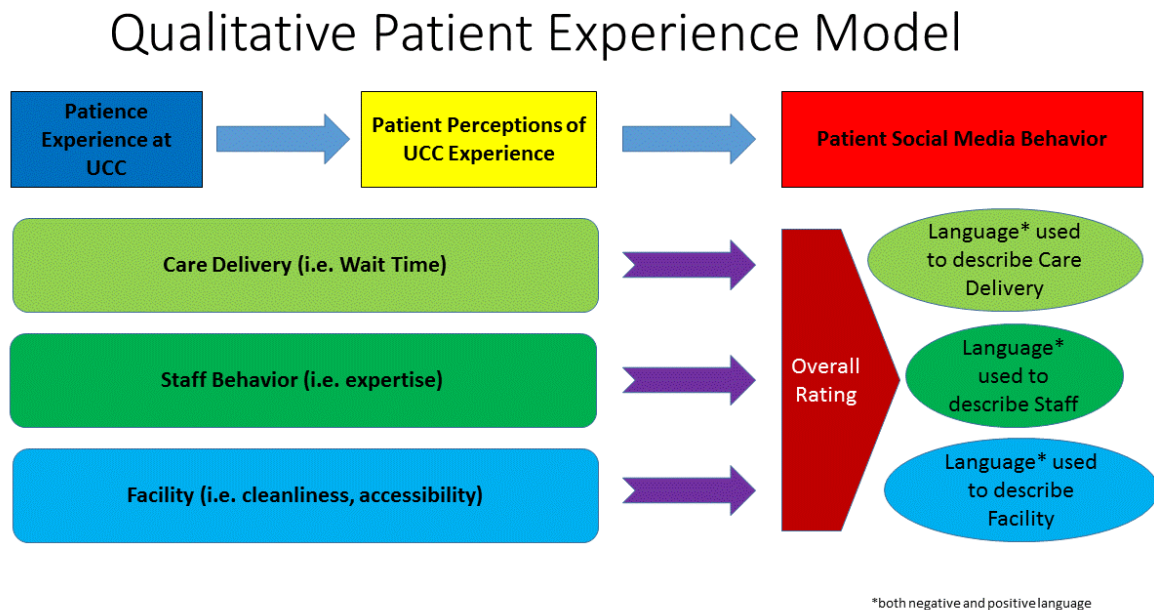 Qualitative Patient Experience Model
Patience
Experience at
UCC
Patient Perceptions of
UCC Experience
Patient Social Media Behavior
Care Delivery (i.e. Wait Time)
Language* used
to describe Care
Delivery
Staff Behavior (i.e. expertise)
Overall
Rating
Language*
used to
describe Staff
Facility (i.e. cleanliness, accessibility)
Language* used
to describe
Facility
*both negative and positive language